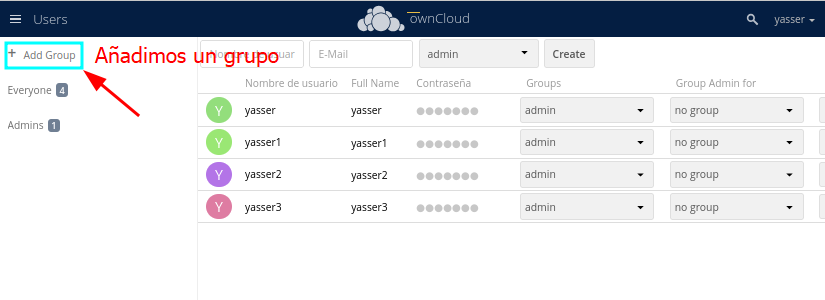 Users
ownCloud
yasser
+ Add Group
Añadimos un grupo
E-Mail
admin
Create
Everyone 4
Admins 1
Nombre de usuario Full Name Contraseña Groups Group Admin for
Y yasser yasser ●●●●●●● admin no group
Y yasser1 yasser1 ●●●●●●● admin no group
Y yasser2 yasser2 ●●●●●●● admin no group
Y yasser3 yasser3 ●●●●●●● admin no group